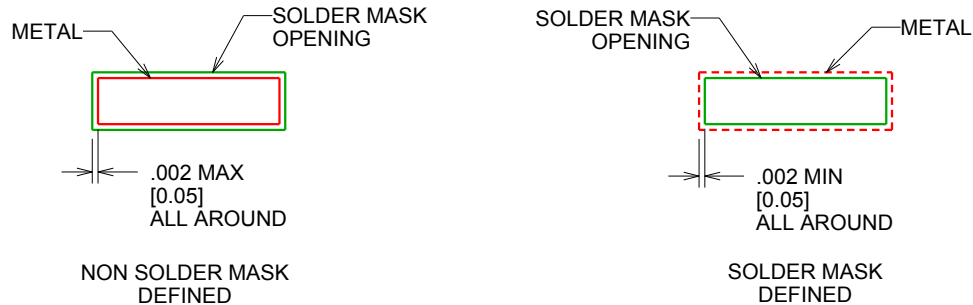 METAL
SOLDER MASK
OPENING
.002 MAX
[0.05]
ALL AROUND
NON SOLDER MASK
DEFINED
SOLDER MASK
OPENING
METAL
.002 MIN
[0.05]
ALL AROUND
SOLDER MASK
DEFINED